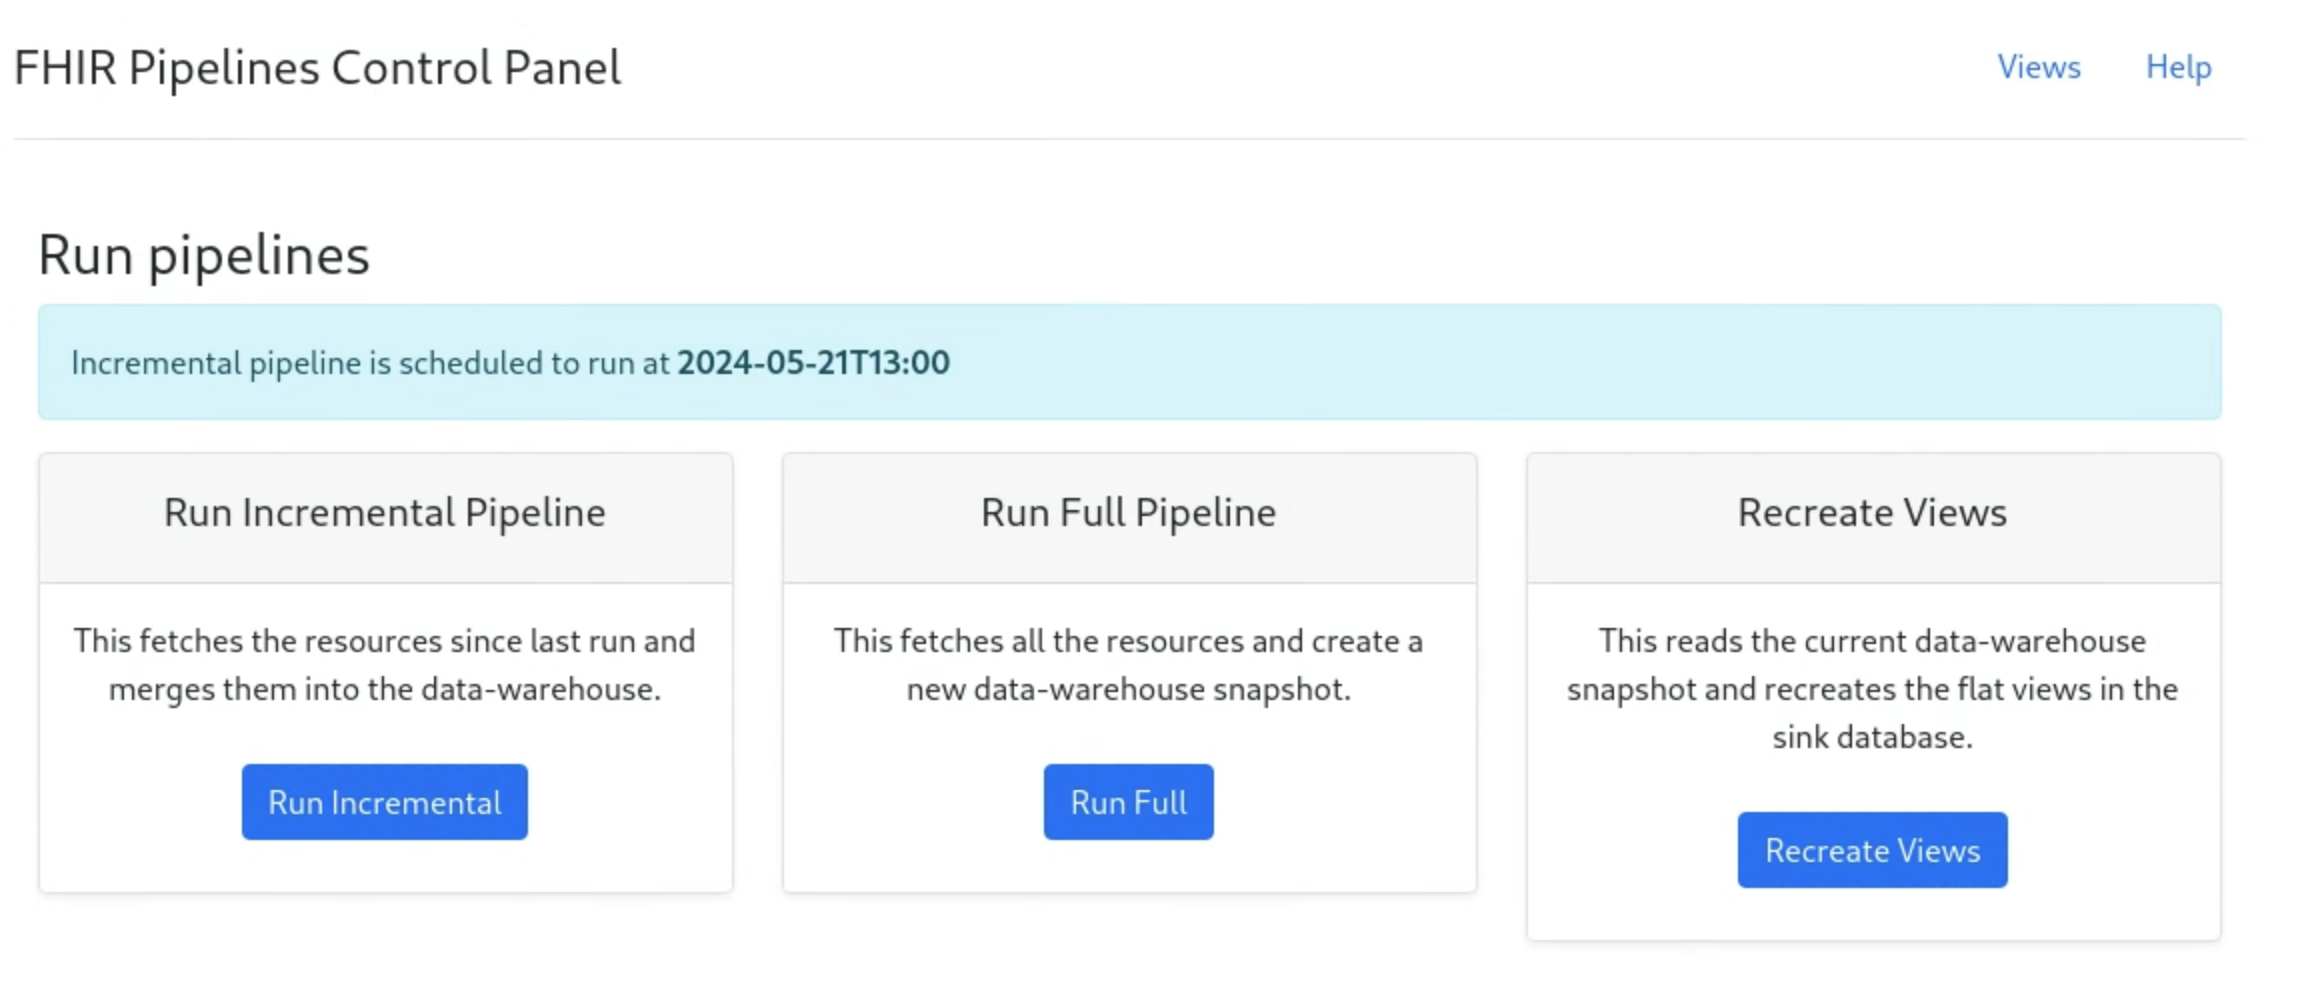 FHIR Pipelines Control Panel
Views
Help
Run pipelines
Incremental pipeline is scheduled to run at 2024-05-21T13:00
Run Incremental Pipeline
This fetches the resources since last run and
merges them into the data-warehouse.
Run Incremental
Run Full Pipeline
This fetches all the resources and create a
new data-warehouse snapshot.
Run Full
Recreate Views
This reads the current data-warehouse
snapshot and recreates the flat views in the
sink database.
Recreate Views